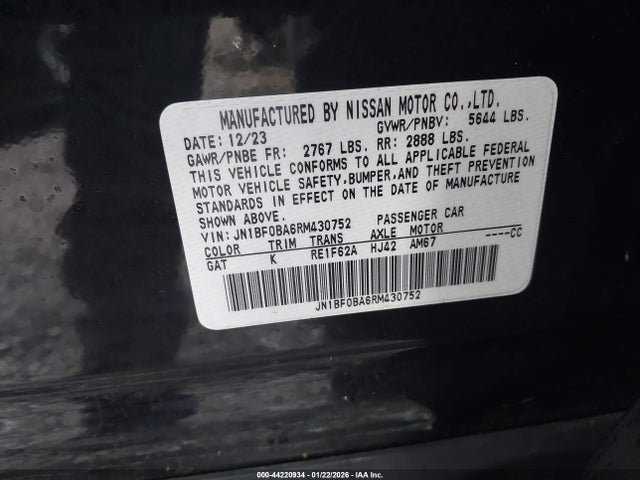 MANUFACTURED BY NISSAN MOTOR CO.,LTD.
DATE: 12/23 GVWR/PNBV: 5644 LBS.
GAWR/PNBE FR: 2767 LBS. RR: 2888 LBS.
THIS VEHICLE CONFORMS TO ALL APPLICABLE FEDERAL
MOTOR VEHICLE SAFETY,BUMPER,AND THEFT PREVENTION
STANDARDS IN EFFECT ON THE DATE OF MANUFACTURE
SHOWN ABOVE.
VIN: JN1BF0BA6RM430752 PASSENGER CAR
COLOR TRIM TRANS AXLE MOTOR
GAT K RE1F62A HJ42 AM67 ----CC
JN1BF0BA6RM430752
000-44220934 - 01/22/2026 - IAA Inc.